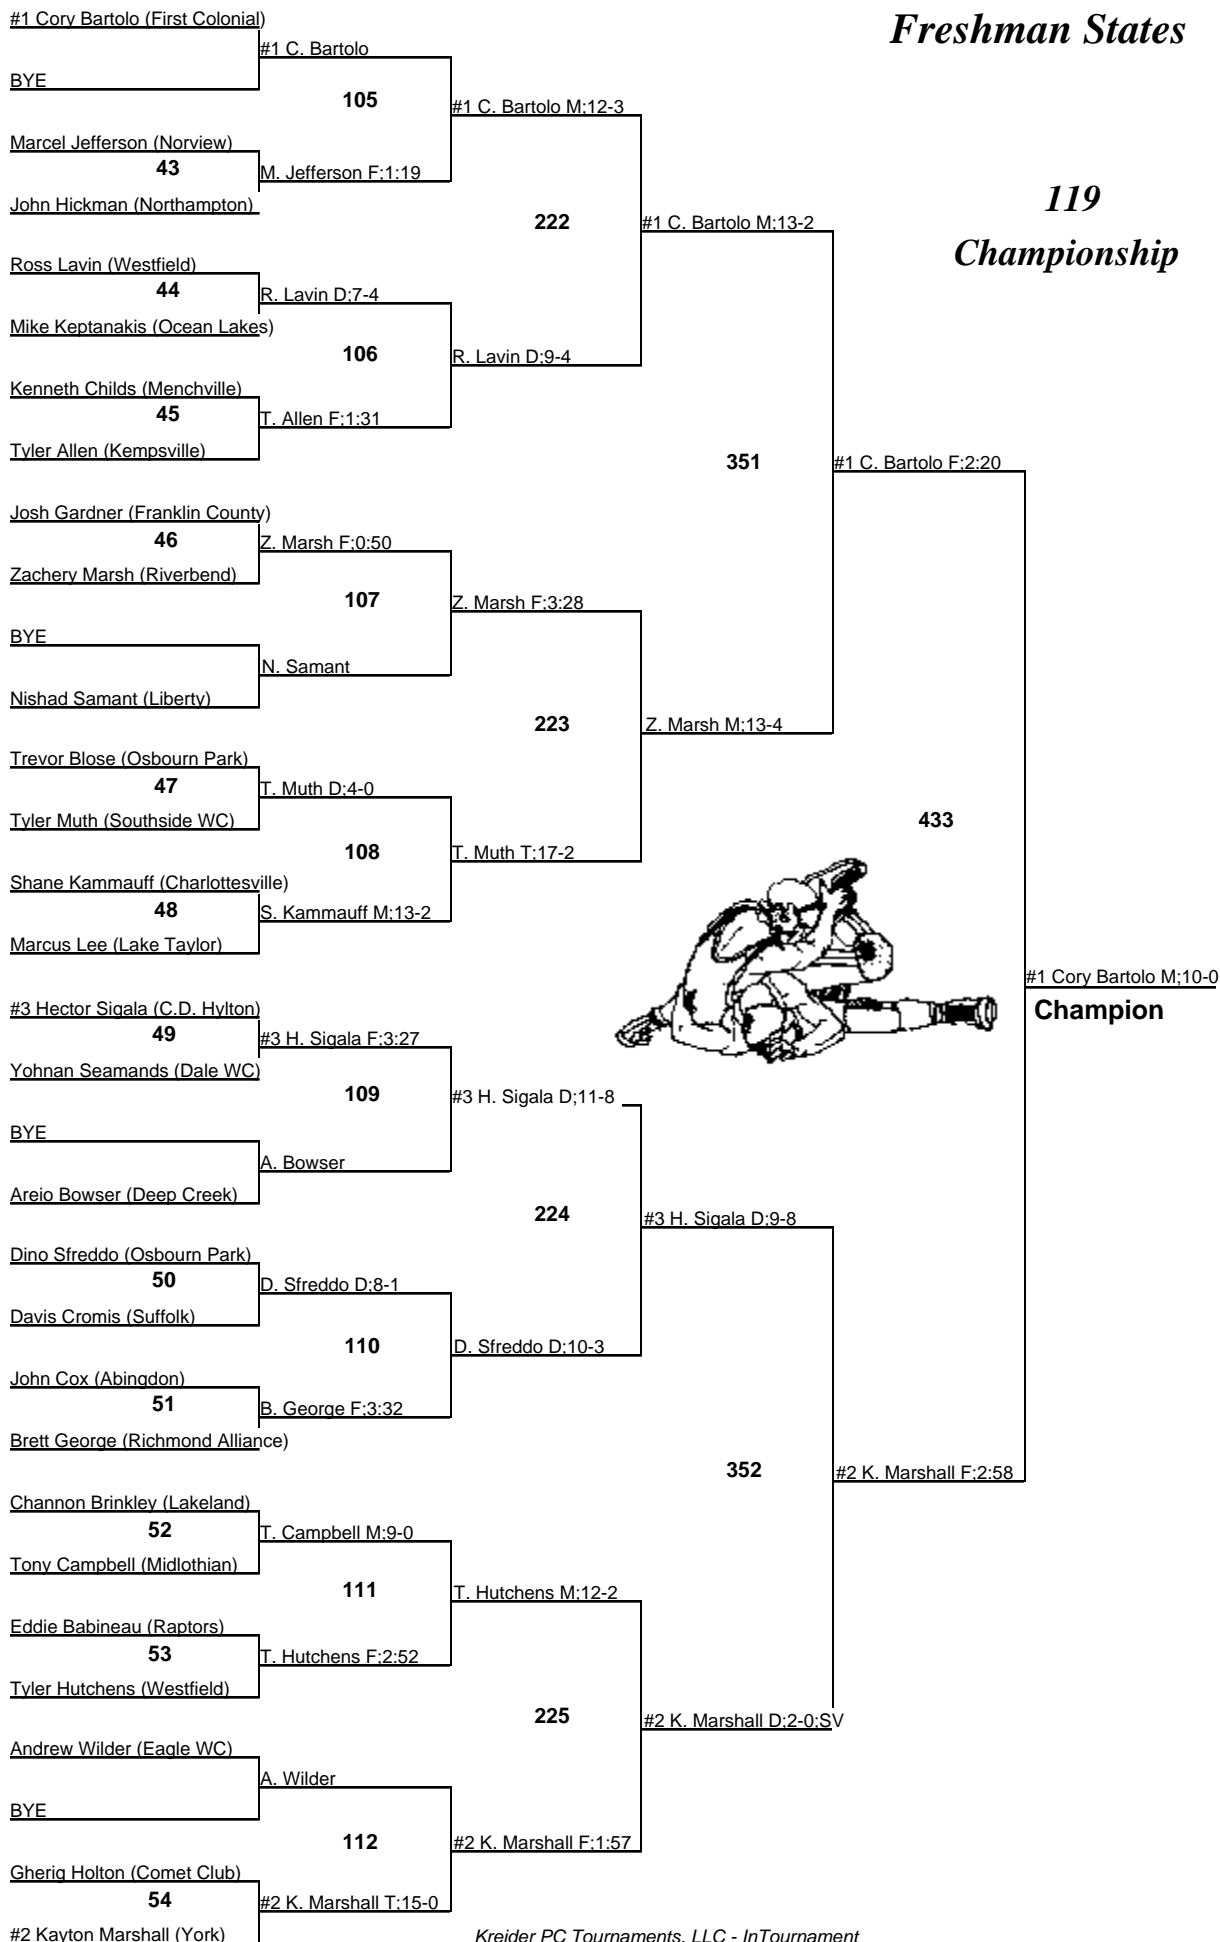 Freshman States
119
Championship
#1 Cory Bartolo (First Colonial)
#1 C. Bartolo
BYE
105
#1 C. Bartolo M;12-3
Marcel Jefferson (Norview)
43
M. Jefferson F;1:19
John Hickman (Northampton)
222
#1 C. Bartolo M;13-2
Ross Lavin (Westfield)
44
R. Lavin D;7-4
Mike Keptanakis (Ocean Lakes)
106
R. Lavin D;9-4
Kenneth Childs (Menchville)
45
T. Allen F;1:31
Tyler Allen (Kempsville)
351
#1 C. Bartolo F;2:20
Josh Gardner (Franklin County)
46
Z. Marsh F;0:50
Zachery Marsh (Riverbend)
107
Z. Marsh F;3:28
BYE
N. Samant
Nishad Samant (Liberty)
223
Z. Marsh M;13-4
Trevor Blose (Osbourn Park)
47
T. Muth D;4-0
Tyler Muth (Southside WC)
433
108
T. Muth T;17-2
Shane Kammauff (Charlottesville)
48
S. Kammauff M;13-2
Marcus Lee (Lake Taylor)
#1 Cory Bartolo M;10-0
Champion
#3 Hector Sigala (C.D. Hylton)
49
#3 H. Sigala F;3:27
Yohnan Seamands (Dale WC)
109
#3 H. Sigala D;11-8
BYE
A. Bowser
Areio Bowser (Deep Creek)
224
#3 H. Sigala D;9-8
Dino Sfreddo (Osbourn Park)
50
D. Sfreddo D;8-1
Davis Cromis (Suffolk)
110
D. Sfreddo D;10-3
John Cox (Abingdon)
51
B. George F;3:32
Brett George (Richmond Alliance)
352
#2 K. Marshall F;2:58
Channon Brinkley (Lakeland)
52
T. Campbell M;9-0
Tony Campbell (Midlothian)
111
T. Hutchens M;12-2
Eddie Babineau (Raptors)
53
T. Hutchens F;2:52
Tyler Hutchens (Westfield)
225
#2 K. Marshall D;2-0;SV
Andrew Wilder (Eagle WC)
A. Wilder
BYE
112
#2 K. Marshall F;1:57
Gherig Holton (Comet Club)
54
#2 K. Marshall T;15-0
#2 Kayton Marshall (York)
Kreider PC Tournaments, LLC - InTournament